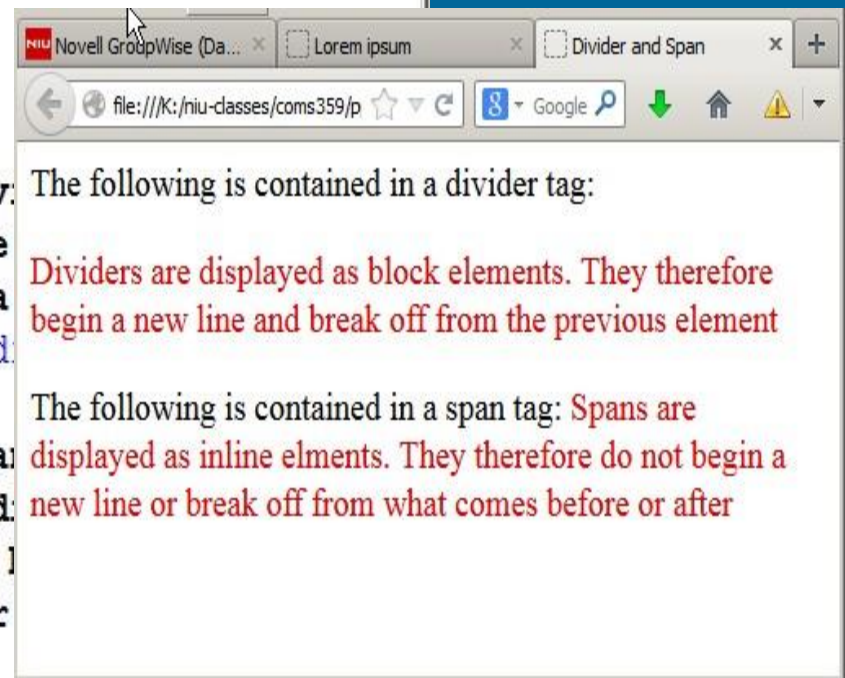 NIU Novell GroupWise (Da... Lorem ipsum Divider and Span
file:///K:/niu-classes/coms359/p Google
The following is contained in a divider tag:
Dividers are displayed as block elements. They therefore
begin a new line and break off from the previous element
The following is contained in a span tag: Spans are
displayed as inline elments. They therefore do not begin a
new line or break off from what comes before or after